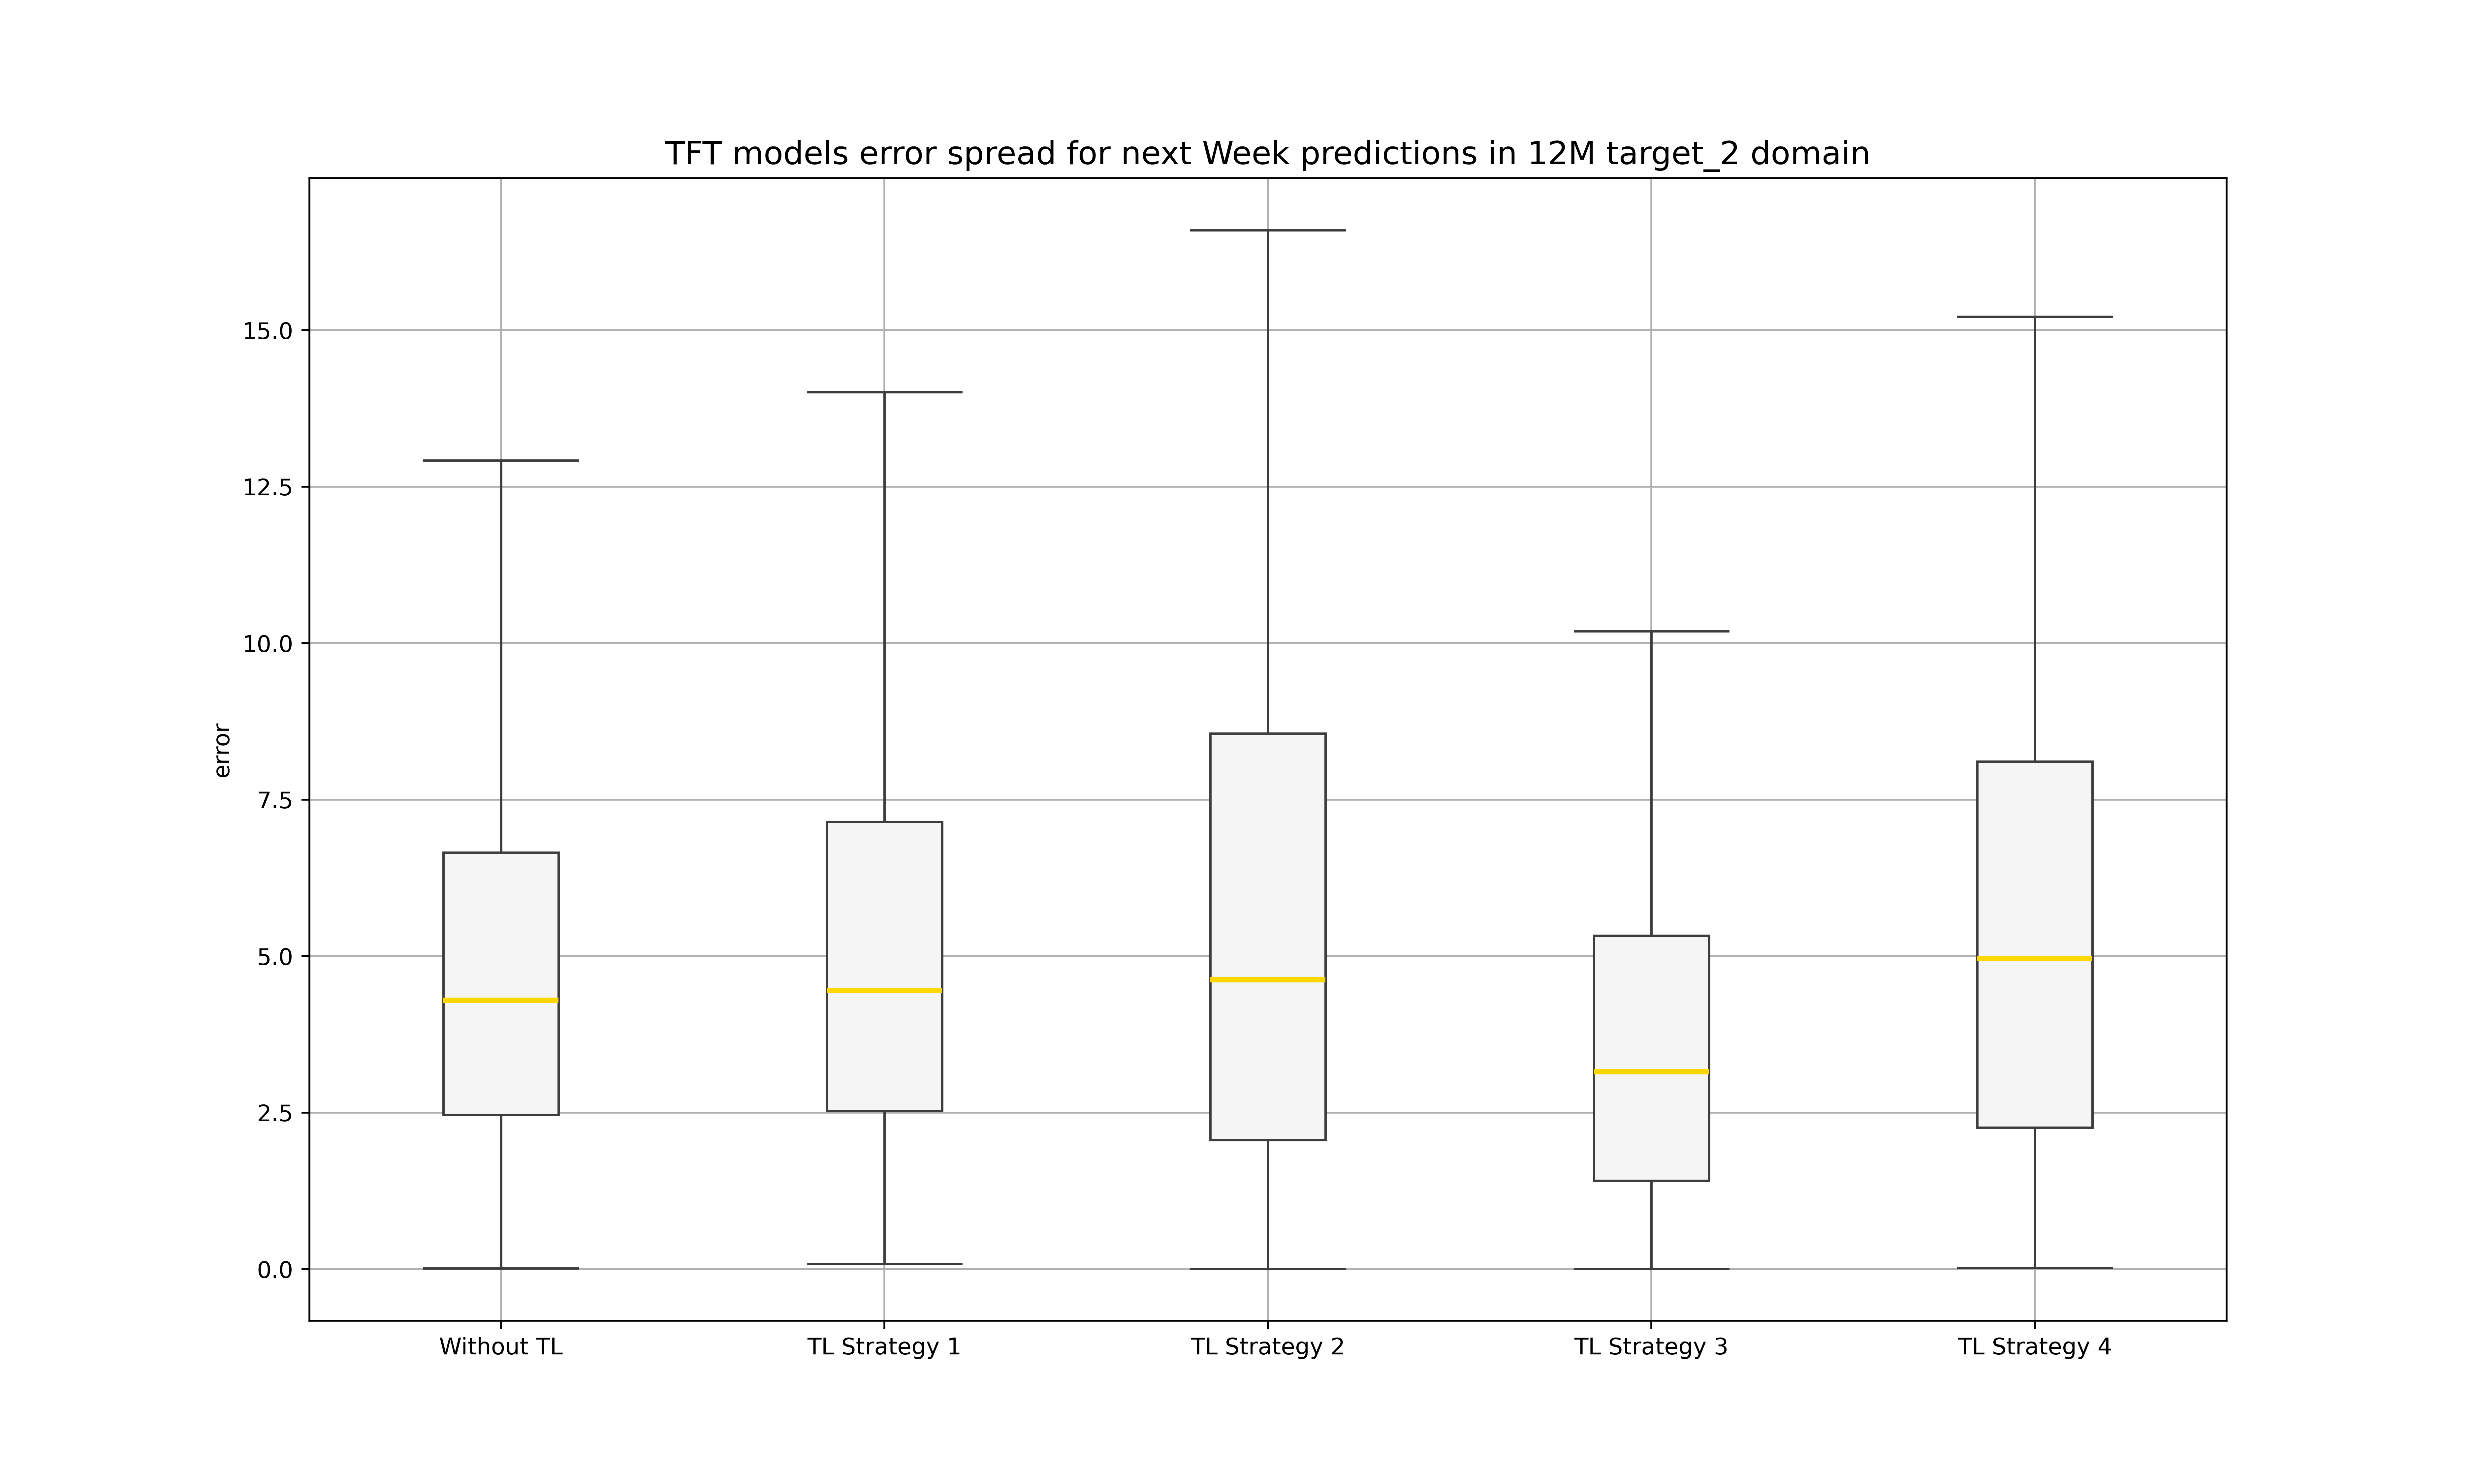 TFT models error spread for next Week predictions in 12M target_2 domain
15.0
12.5
10.0
7.5
5.0
2.5
0.0
error
Without TL
TL Strategy 1
TL Strategy 2
TL Strategy 3
TL Strategy 4